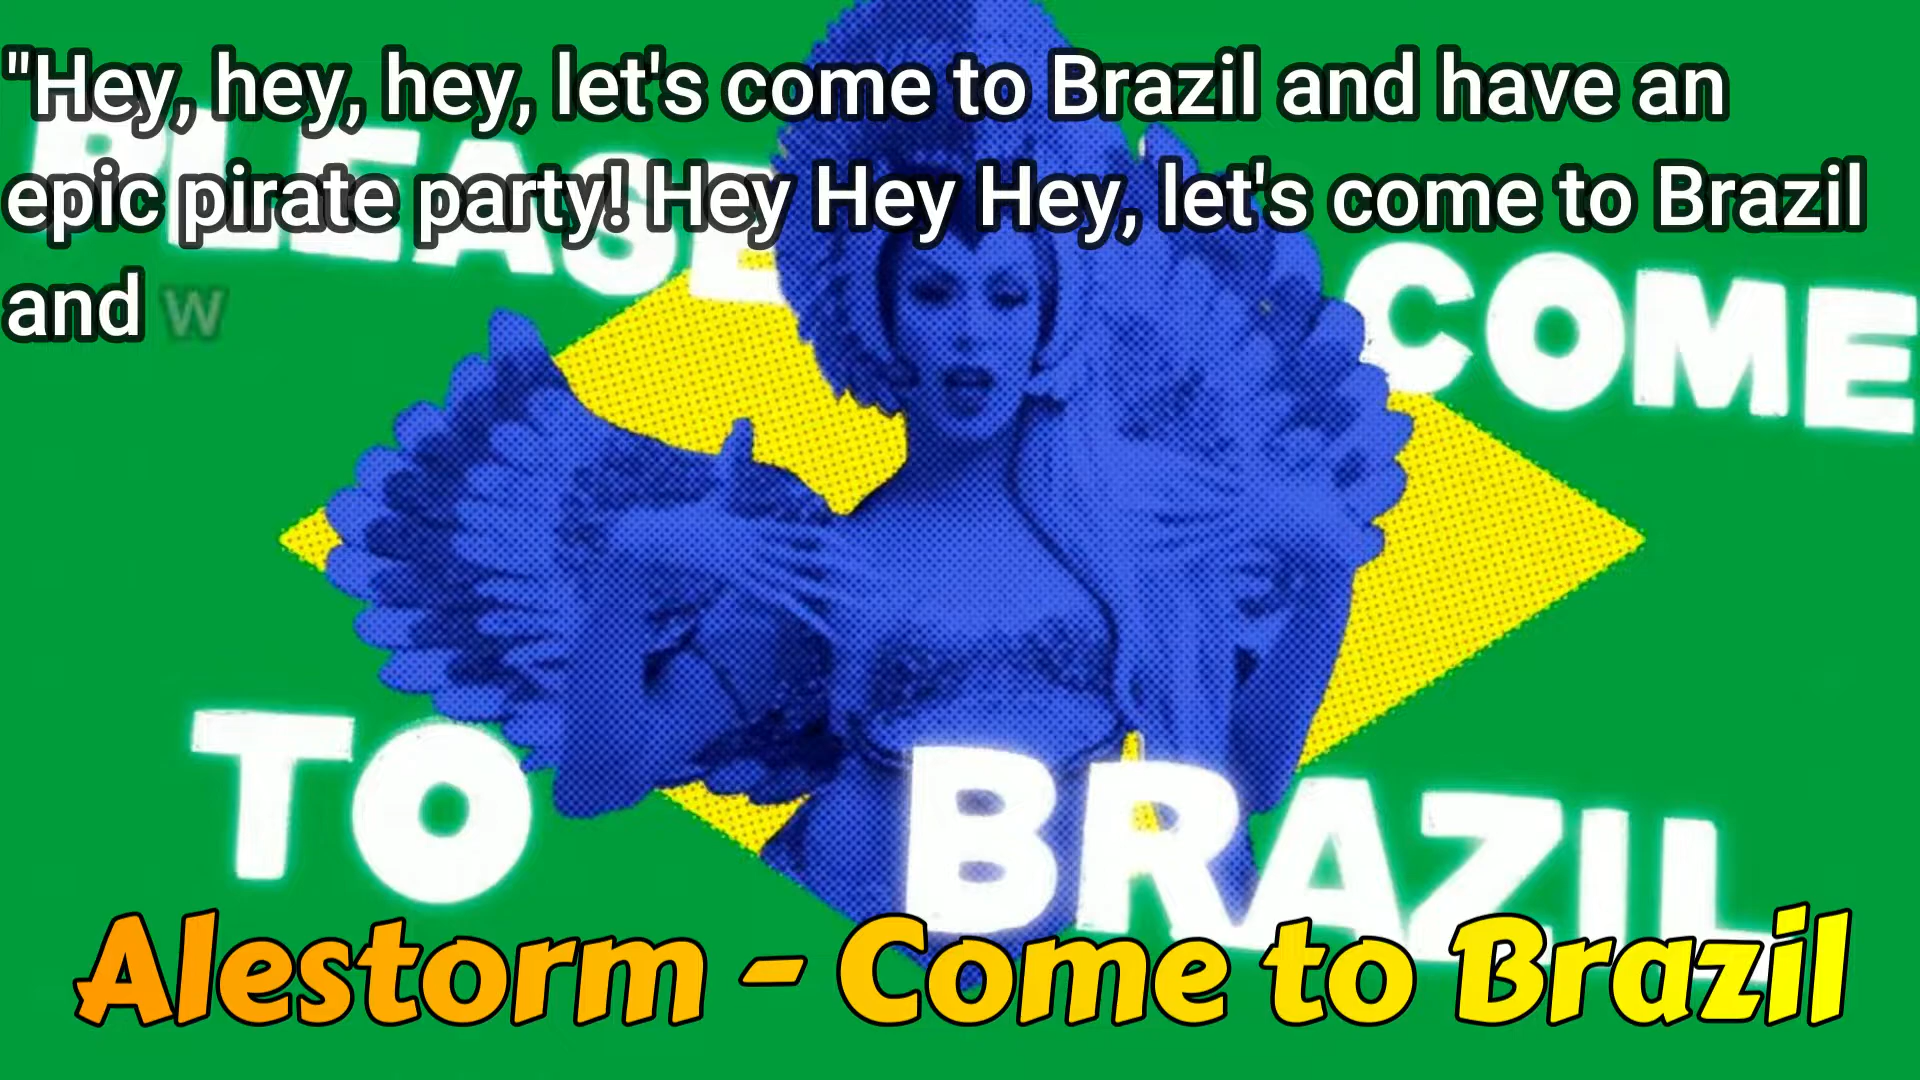 "Hey, hey, hey, let's come to Brazil and have an
epic pirate party! Hey Hey Hey, let's come to Brazil
and w
PLEASE
COME
TO BRAZIL
Alestorm - Come to Brazil